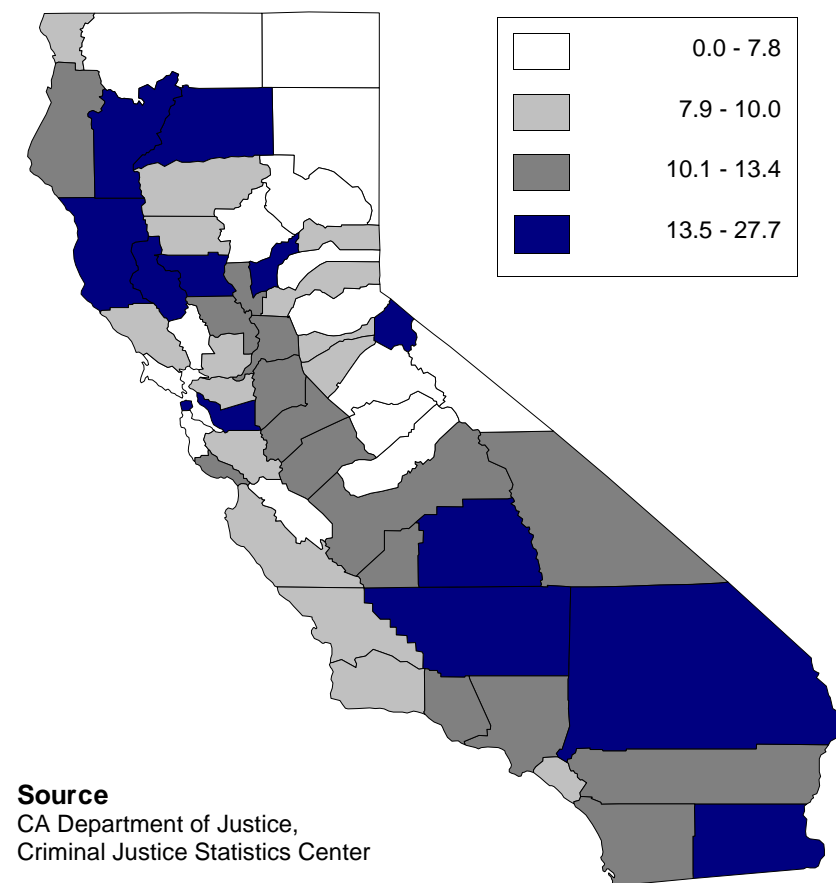 0.0 - 7.8
7.9 - 10.0
10.1 - 13.4
13.5 - 27.7
Source
CA Department of Justice,
Criminal Justice Statistics Center